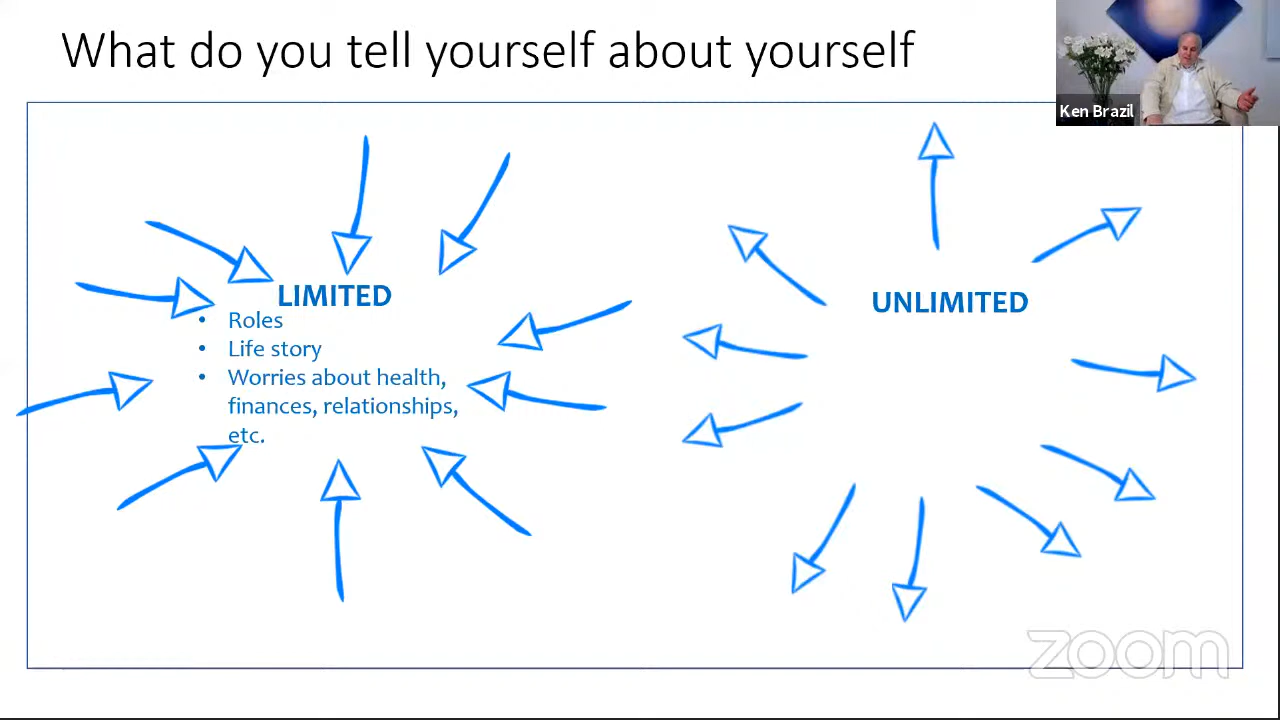 What do you tell yourself about yourself
Ken Brazil
LIMITED
• Roles
• Life story
• Worries about health,
finances, relationships,
etc.
UNLIMITED
zoom